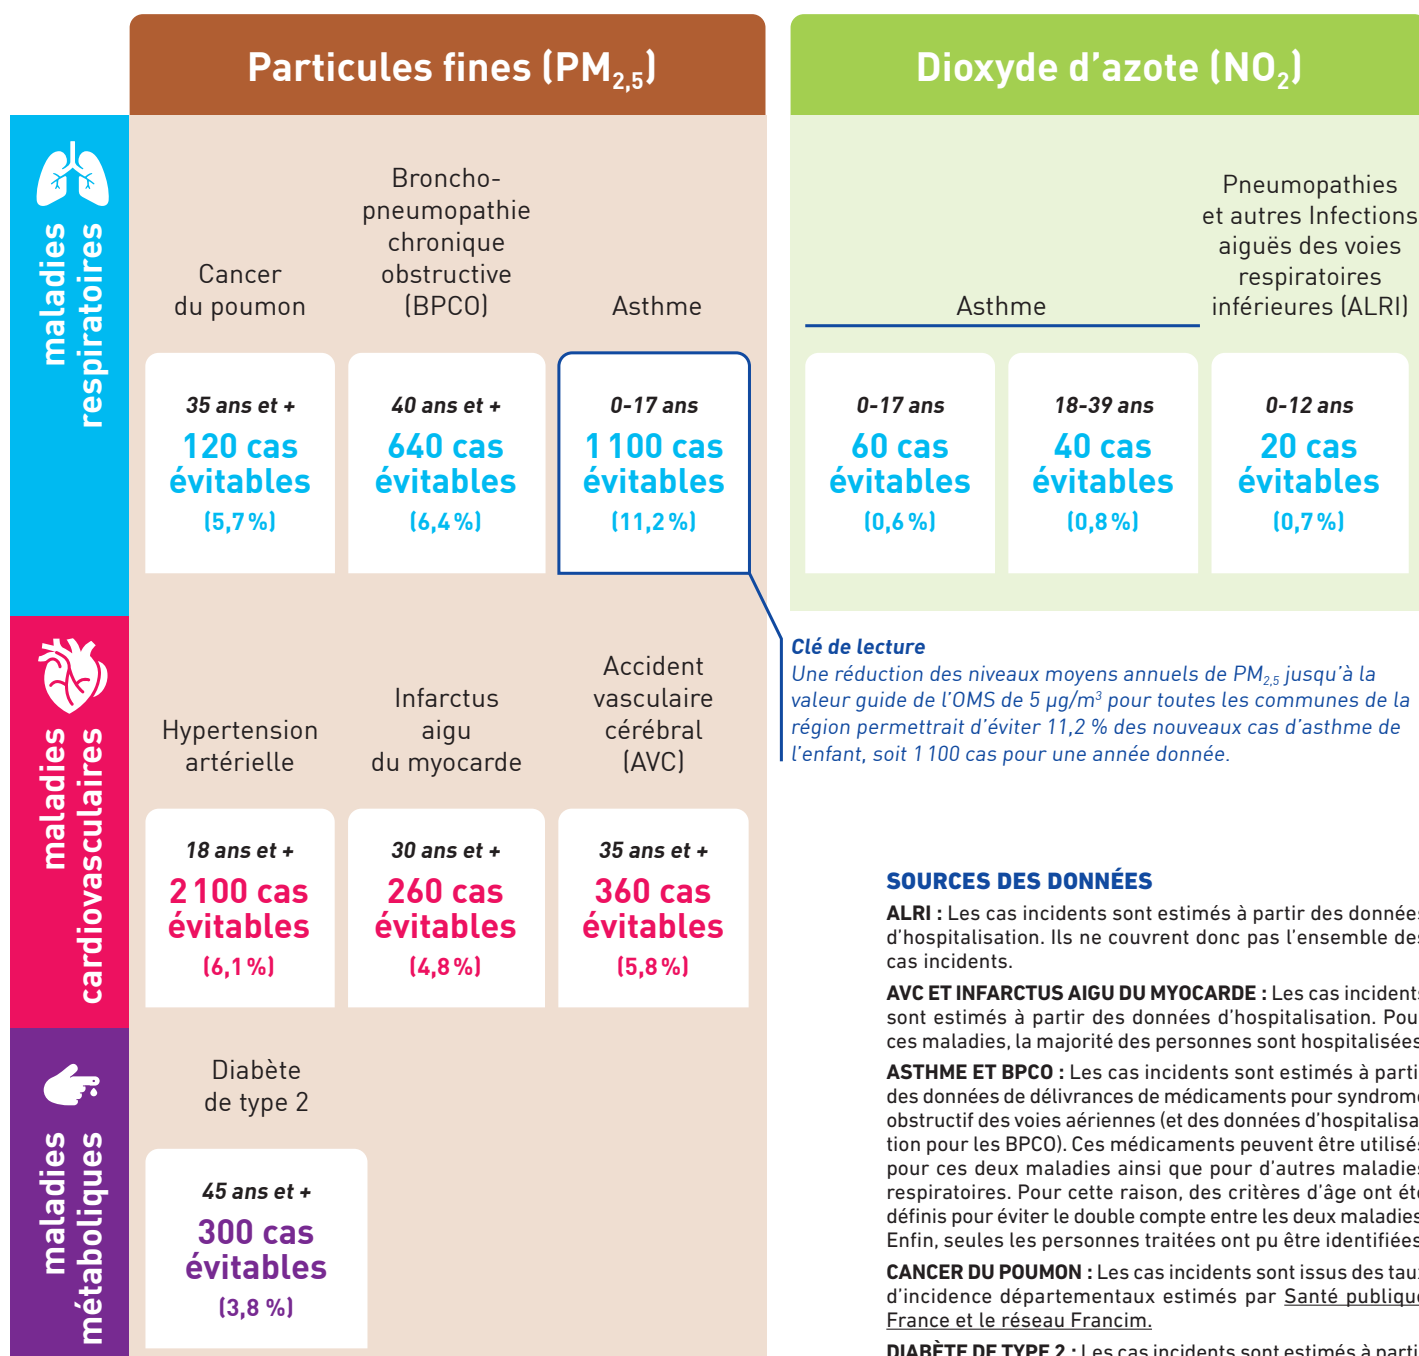 Particules fines (PM2,5)
Dioxyde d'azote (NO2)
maladies
respiratoires
Cancer
du poumon
Broncho-
pneumopathie
chronique
obstructive
(BPCO)
Asthme
Asthme
Pneumopathies
et autres Infections
aiguës des voies
respiratoires
inférieures (ALRI)
35 ans et +
120 cas
évitables
(5,7 %)
40 ans et +
640 cas
évitables
(6,4 %)
0-17 ans
1 100 cas
évitables
(11,2 %)
0-17 ans
60 cas
évitables
(0,6 %)
18-39 ans
40 cas
évitables
(0,8 %)
0-12 ans
20 cas
évitables
(0,7 %)
Clé de lecture
Une réduction des niveaux moyens annuels de PM2,5 jusqu'à la
valeur guide de l'OMS de 5 µg/m³ pour toutes les communes de la
région permettrait d'éviter 11,2 % des nouveaux cas d'asthme de
l'enfant, soit 1 100 cas pour une année donnée.
maladies
cardiovasculaires
Hypertension
artérielle
Infarctus
aigu
du myocarde
Accident
vasculaire
cérébral
(AVC)
18 ans et +
2 100 cas
évitables
(6,1 %)
30 ans et +
260 cas
évitables
(4,8 %)
35 ans et +
360 cas
évitables
(5,8 %)
maladies
métaboliques
Diabète
de type 2
45 ans et +
300 cas
évitables
(3,8 %)
SOURCES DES DONNÉES
ALRI : Les cas incidents sont estimés à partir des données
d'hospitalisation. Ils ne couvrent donc pas l'ensemble des
cas incidents.
AVC ET INFARCTUS AIGU DU MYOCARDE : Les cas incidents
sont estimés à partir des données d'hospitalisation. Pour
ces maladies, la majorité des personnes sont hospitalisées
ASTHME ET BPCO : Les cas incidents sont estimés à partir
des données de délivrances de médicaments pour syndrome
obstructif des voies aériennes (et des données d'hospitalisa
tion pour les BPCO). Ces médicaments peuvent être utilisés
pour ces deux maladies ainsi que pour d'autres maladies
respiratoires. Pour cette raison, des critères d'âge ont été
définis pour éviter le double compte entre les deux maladies
Enfin, seules les personnes traitées ont pu être identifiées
CANCER DU POUMON : Les cas incidents sont issus des taux
d'incidence départementaux estimés par Santé publique
France et le réseau Francim.
DIABÈTE DE TYPE 2 : Les cas incidents sont estimés à parti